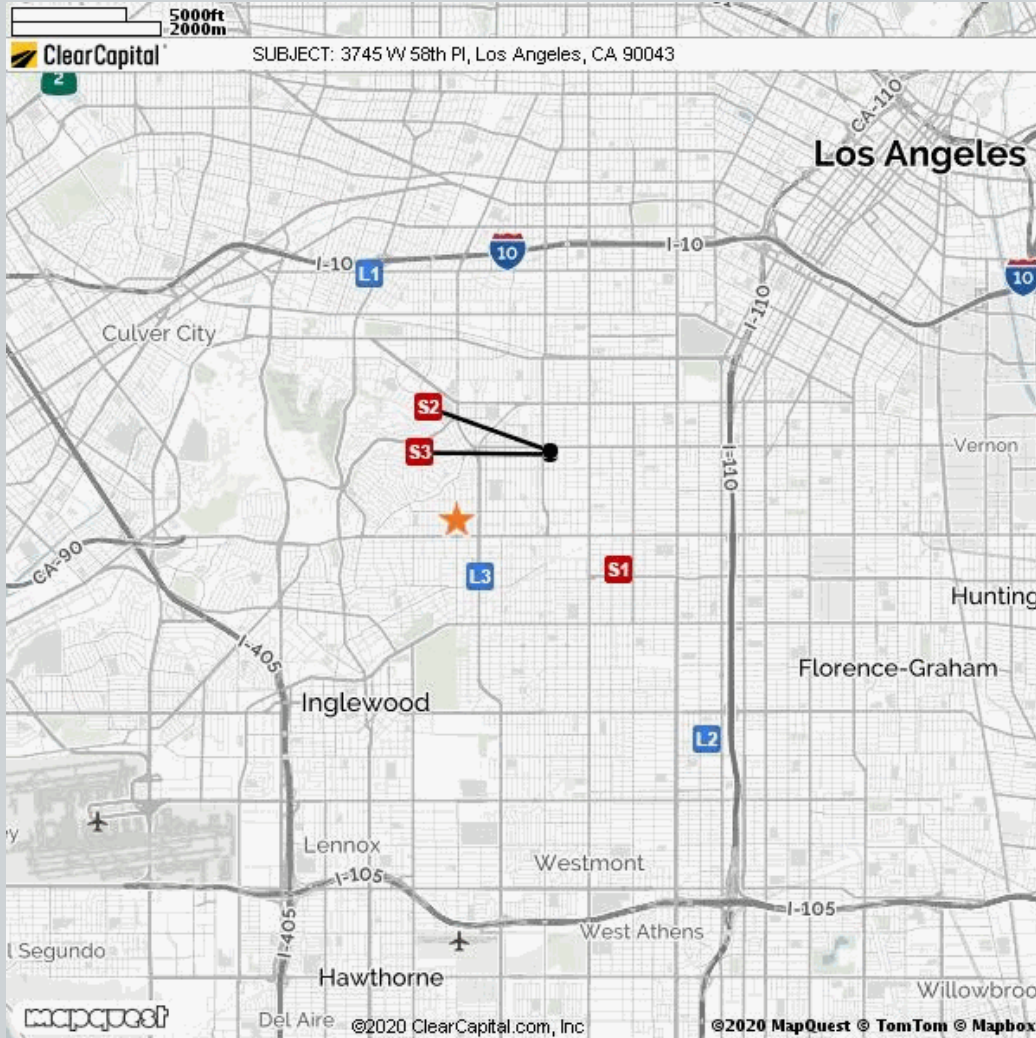 5000ft
2000m
ClearCapital
SUBJECT: 3745 W 58th Pl, Los Angeles, CA 90043
2
CA-110
Los Angeles
I-10
10
I-10
L1
10
I-110
Culver City
S2
S3
Vernon
I-110
CA-90
L3
S1
Hunting
I-405
Florence-Graham
Inglewood
L2
ey
Lennox
Westmont
I-105
I-105
I-405
West Athens
l Segundo
Hawthorne
Willowbroo
mapquest
Del Aire
©2020 ClearCapital.com, Inc
©2020 MapQuest © TomTom © Mapbox